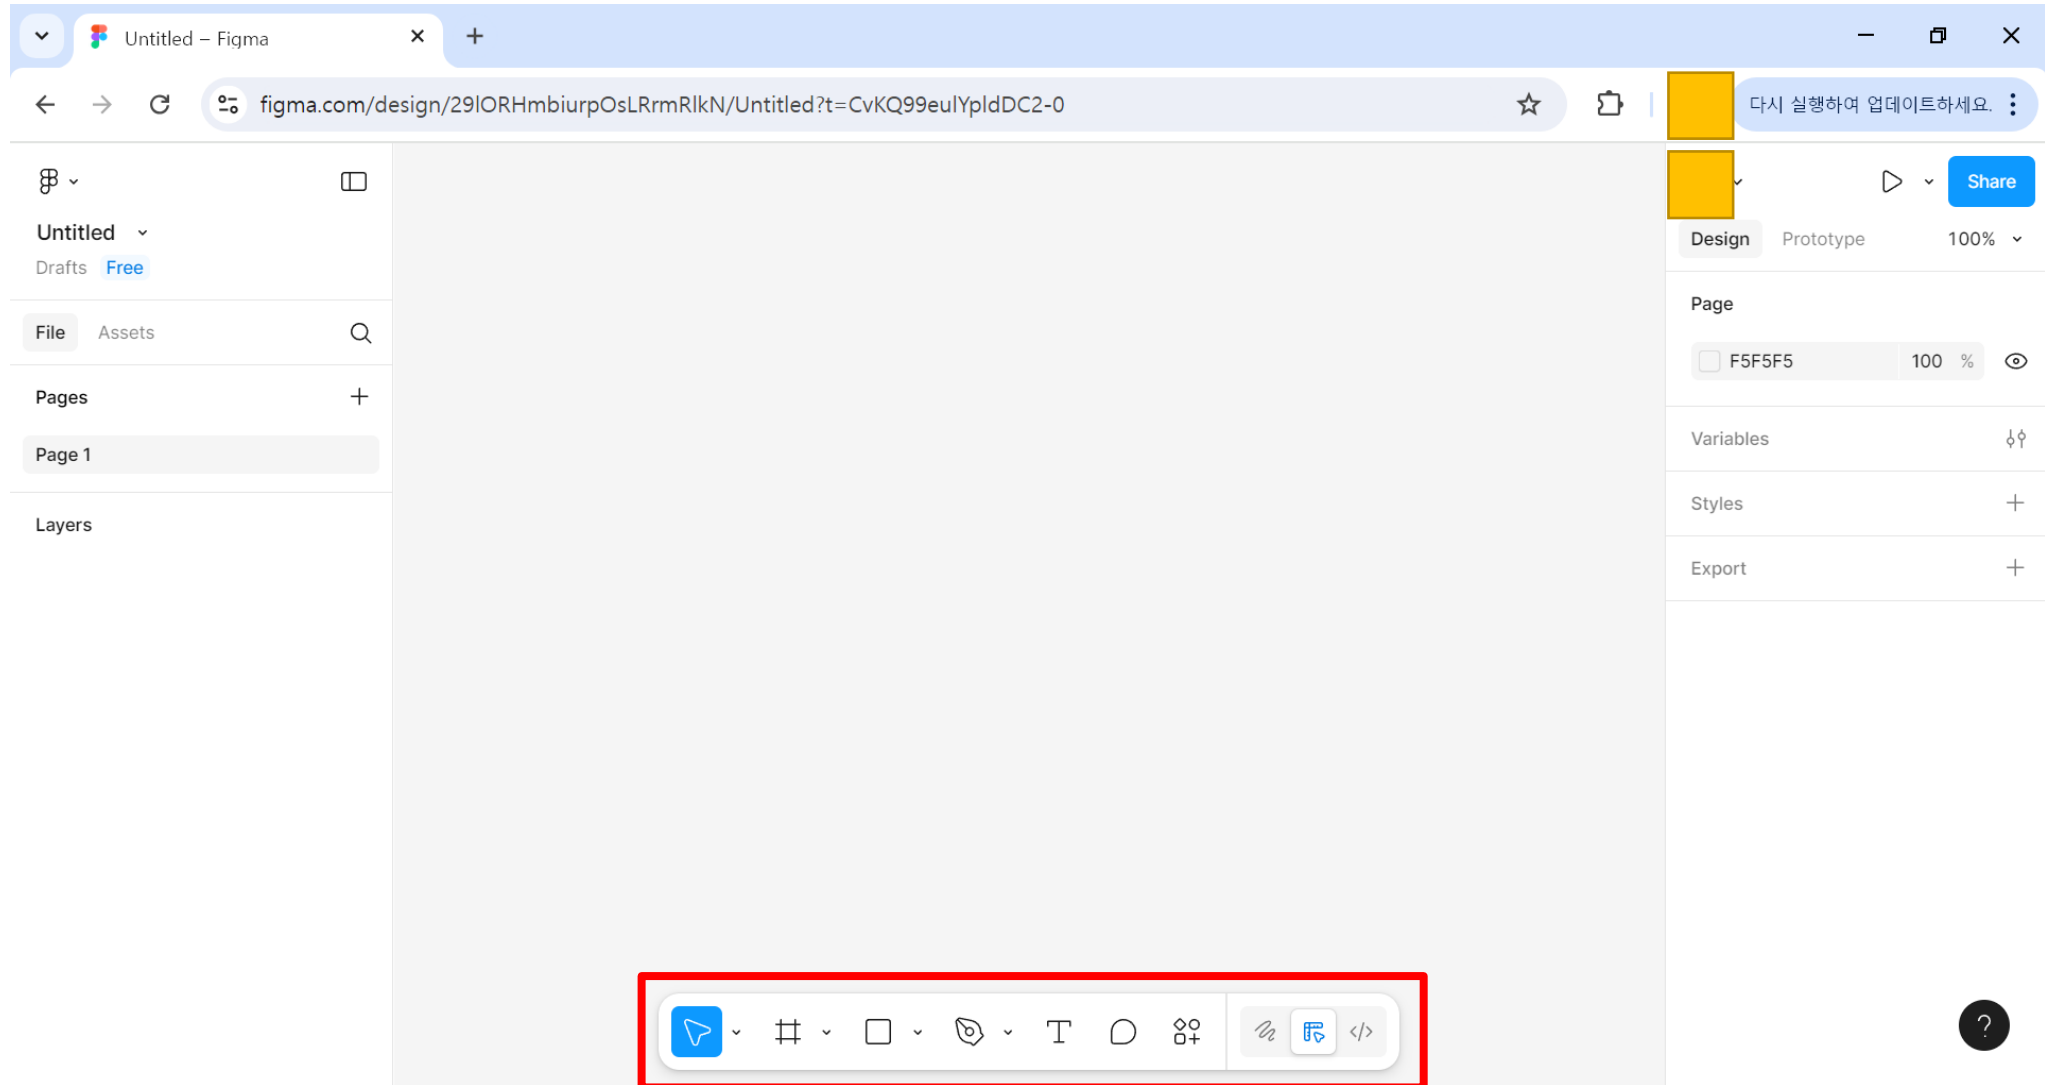 Untitled – Figma
figma.com/design/29lORHmbiurpOsLRrmRlkN/Untitled?t=CvKQ99eulYpldDC2-0
다시 실행하여 업데이트하세요.
Share
Untitled
Drafts Free
Design Prototype 100%
File Assets
Page
F5F5F5 100 %
Pages
Page 1
Variables
Styles
Layers
Export
T
</>
?